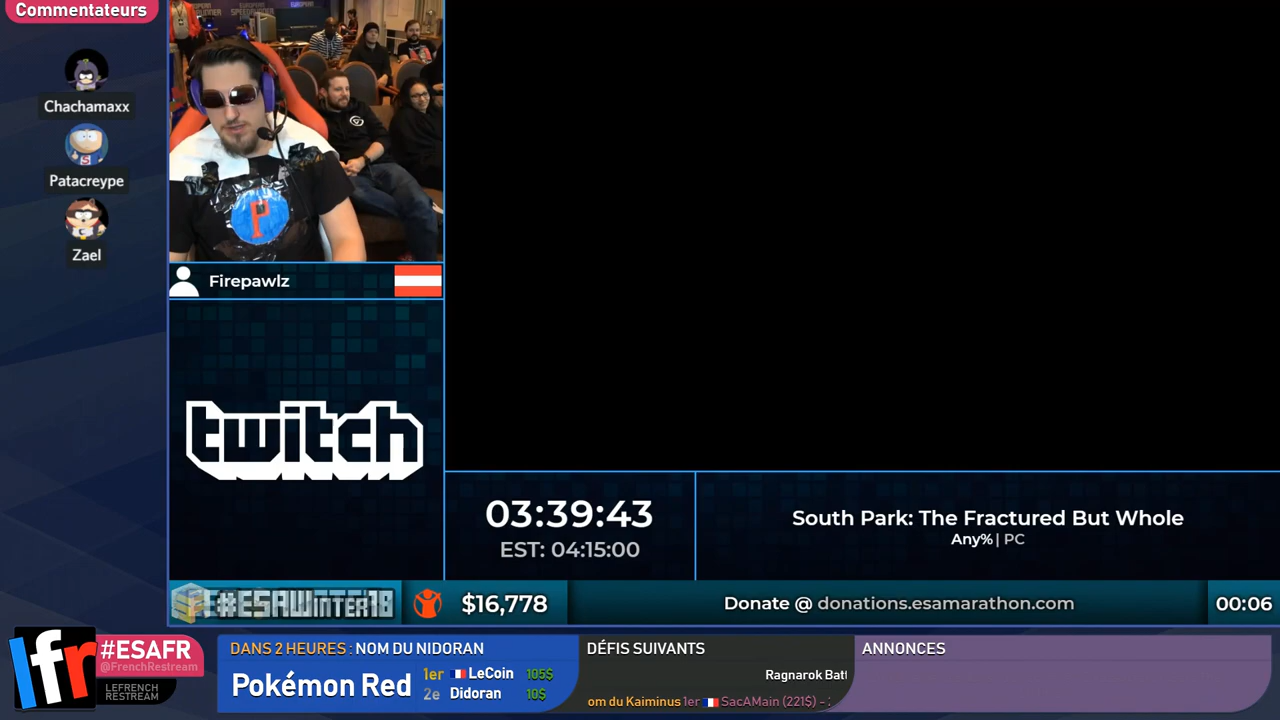 Commentateurs
Chachamaxx
Patacreype
Zael
P
Firepawlz
twitch
03:39:43
EST: 04:15:00
South Park: The Fractured But Whole
Any% | PC
#ESAWinter18
$16,778
Donate @ donations.esamarathon.com
00:06
lfr
#ESAFR
@FrenchRestream
LEFRENCH
RESTREAM
DANS 2 HEURES : NOM DU NIDORAN
Pokémon Red
1er LeCoin 105$
2e Didoran 10$
DÉFIS SUIVANTS
Ragnarok Batt
om du Kaiminus 1er SacAMain (221$) -
ANNONCES